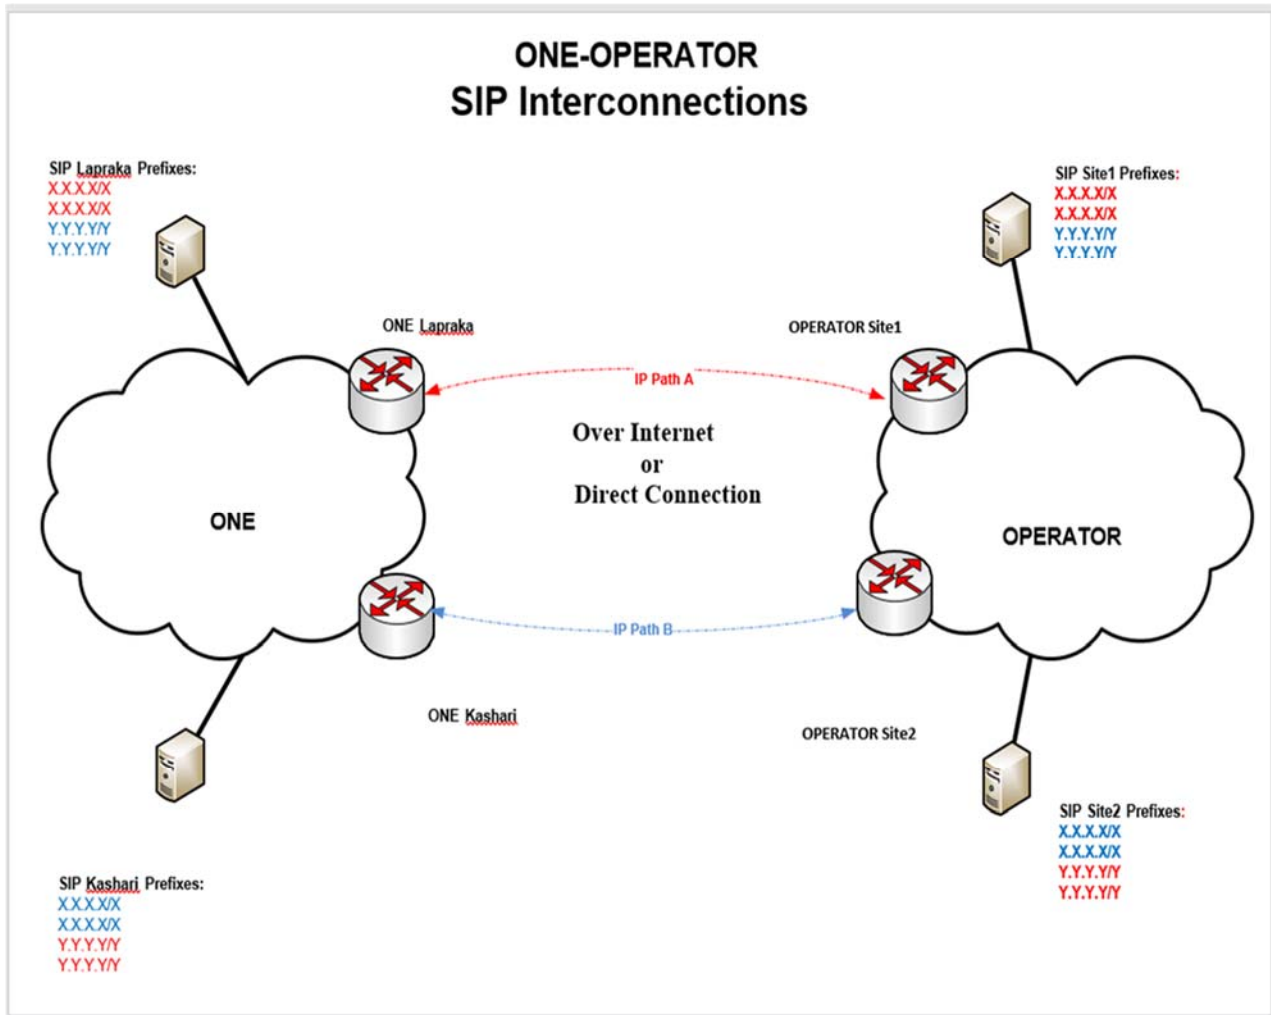 ONE-OPERATOR
SIP Interconnections
SIP Lapraka Prefixes:
X.X.X.X/X
X.X.X.X/X
Y.Y.Y.Y/Y
Y.Y.Y.Y/Y
SIP Site1 Prefixes:
X.X.X.X/X
X.X.X.X/X
Y.Y.Y.Y/Y
Y.Y.Y.Y/Y
ONE Lapraka
OPERATOR Site1
IP Path A
Over Internet
or
Direct Connection
ONE
OPERATOR
IP Path B
ONE Kashari
OPERATOR Site2
SIP Kashari Prefixes:
X.X.X.X/X
X.X.X.X/X
Y.Y.Y.Y/Y
Y.Y.Y.Y/Y
SIP Site2 Prefixes:
X.X.X.X/X
X.X.X.X/X
Y.Y.Y.Y/Y
Y.Y.Y.Y/Y